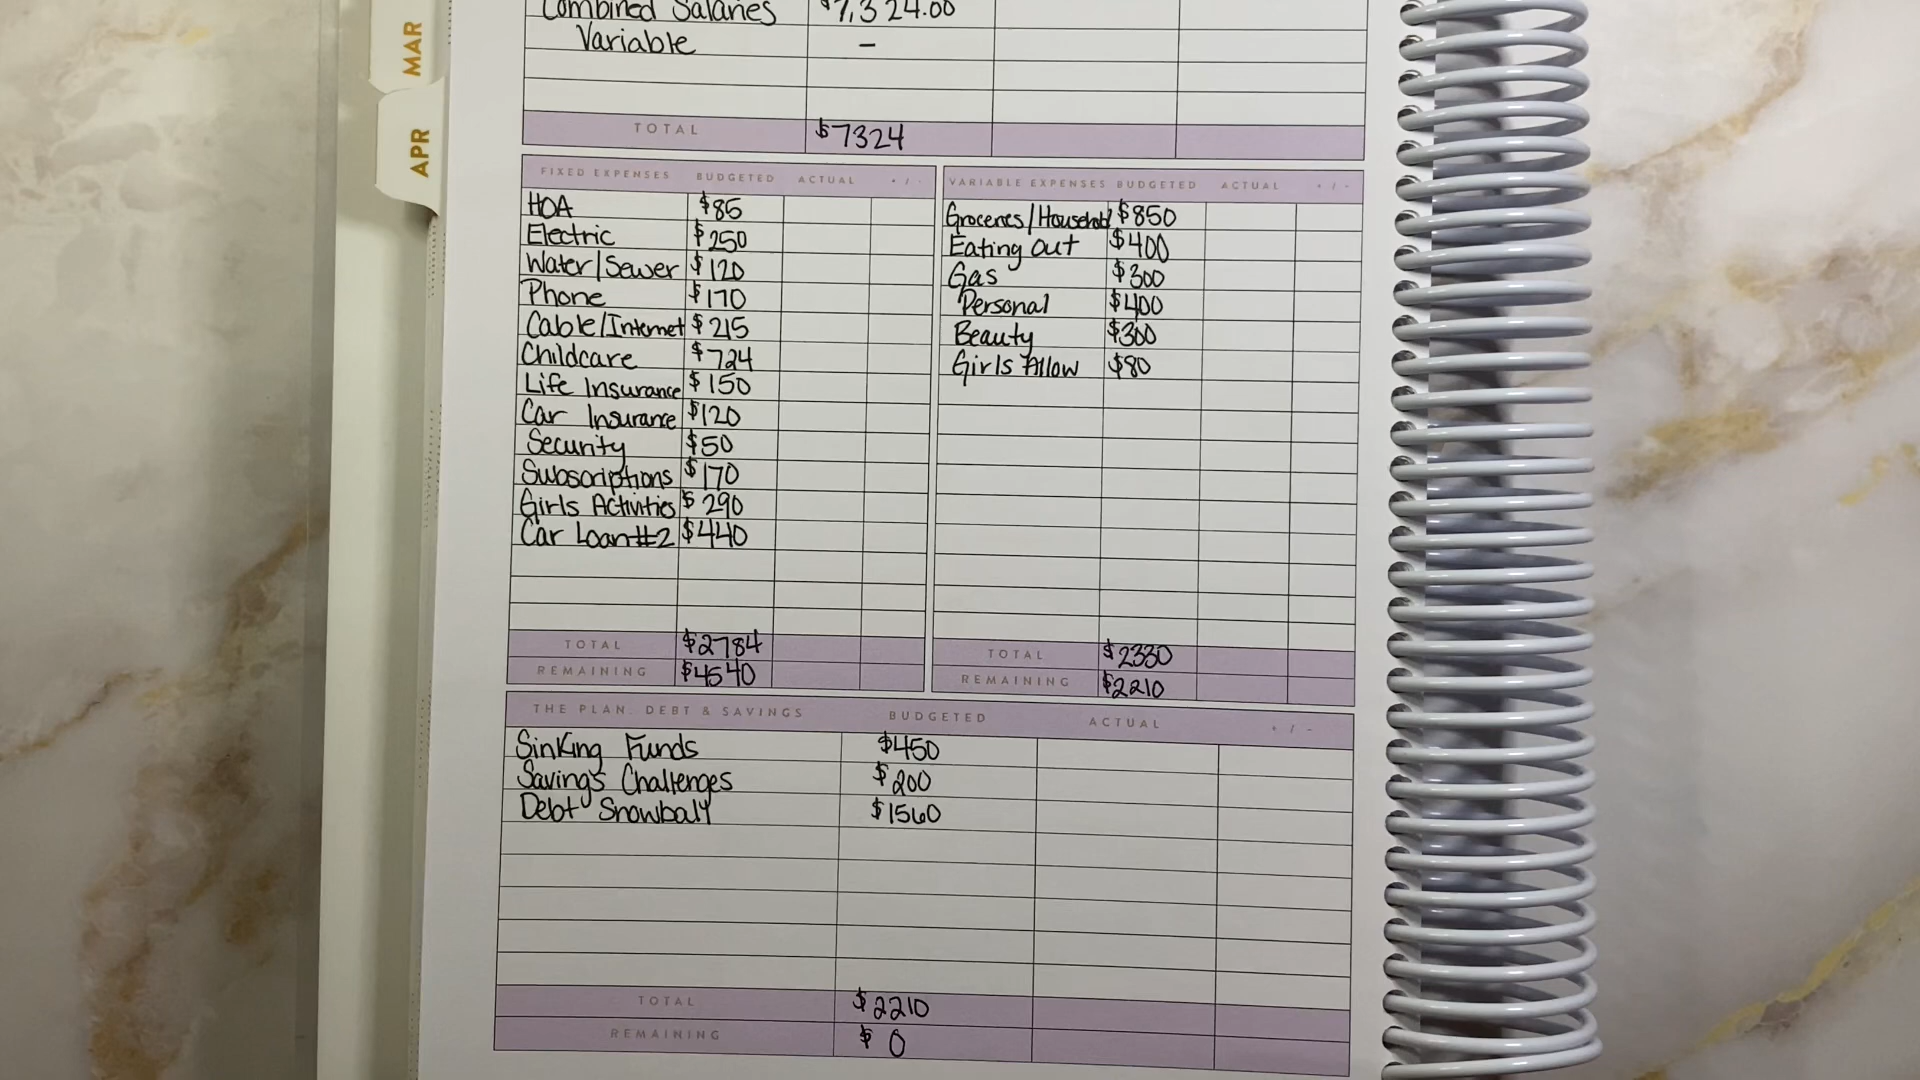 MAR
APR
Combined Salaries $7,324.00
Variable –
TOTAL $7324
FIXED EXPENSES BUDGETED ACTUAL + / -
HOA $85
Electric $250
Water/Sewer $120
Phone $170
Cable/Internet $215
Childcare $724
Life Insurance $150
Car Insurance $120
Security $50
Subscriptions $170
Girls Activities $290
Car Loan #2 $440
TOTAL $2784
REMAINING $4540
VARIABLE EXPENSES BUDGETED ACTUAL + / -
Groceries/Household $850
Eating Out $400
Gas $300
Personal $400
Beauty $300
Girls Allow $80
TOTAL $2330
REMAINING $2210
THE PLAN. DEBT & SAVINGS BUDGETED ACTUAL + / -
Sinking Funds $450
Savings Challenges $200
Debt Snowball $1560
TOTAL $2210
REMAINING $0